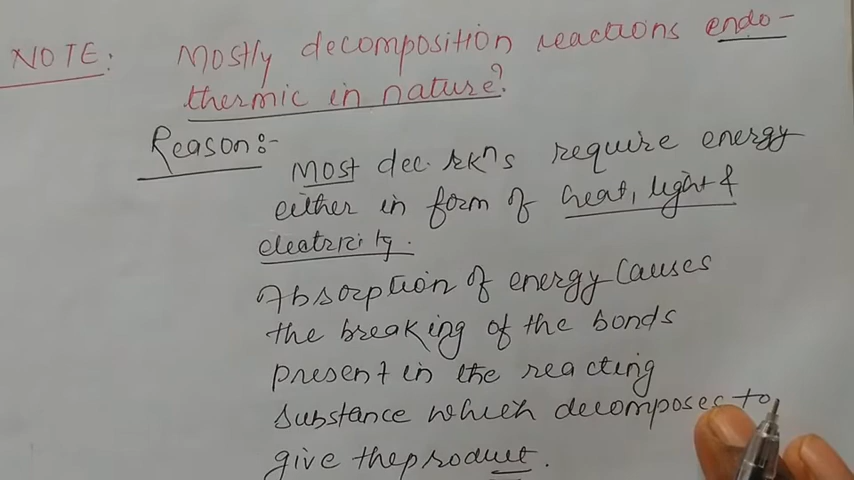 NOTE: Mostly decomposition reactions endo-
thermic in nature?
Reason:-
Most dec. rkns require energy
either in form of heat, light &
electricity.
Absorption of energy causes
the breaking of the bonds
present in the reacting
substance which decomposes to
give the product.